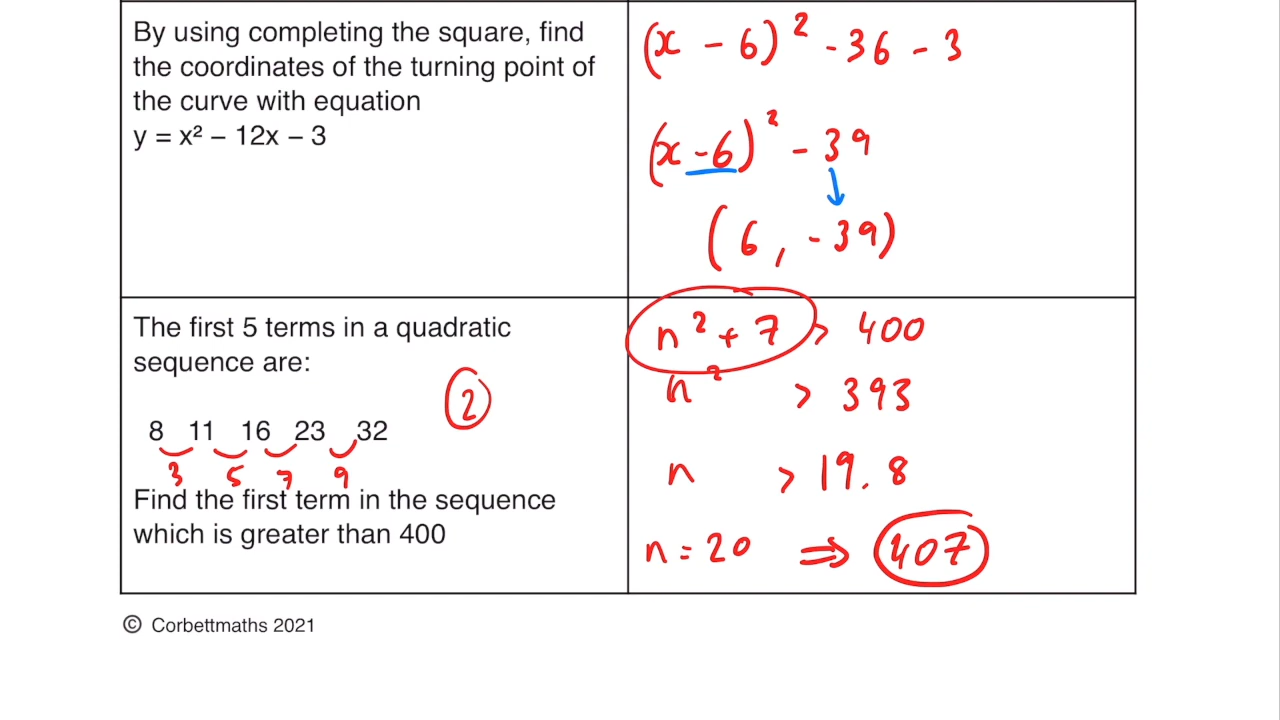 By using completing the square, find
the coordinates of the turning point of
the curve with equation
y = x² – 12x – 3
(x - 6)² - 36 - 3
(x - 6)² - 39
(6, -39)
The first 5 terms in a quadratic
sequence are:
2
8 11 16 23 32
3 5 7 9
Find the first term in the sequence
which is greater than 400
n² + 7 > 400
n² > 393
n > 19.8
n = 20 ⇒ 407
© Corbettmaths 2021